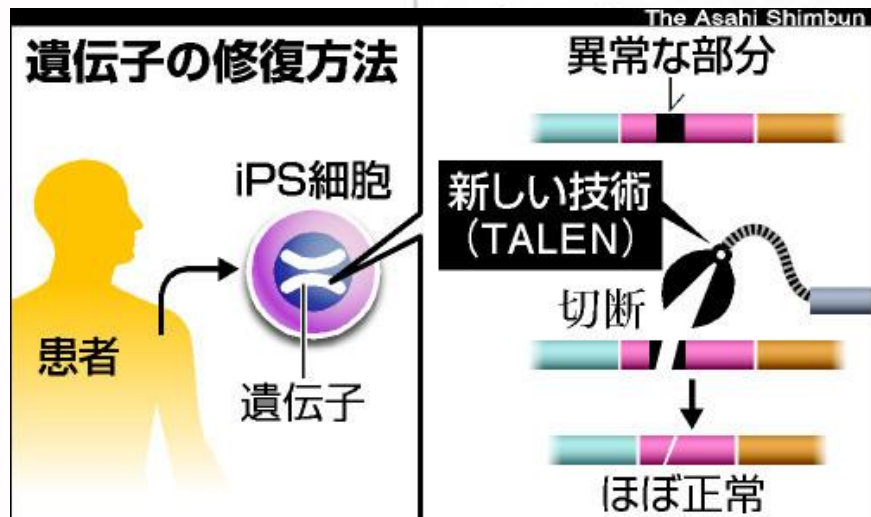 The Asahi Shimbun
遺伝子の修復方法
iPS細胞
患者
遺伝子
異常な部分
新しい技術
（TALEN）
切断
ほぼ正常